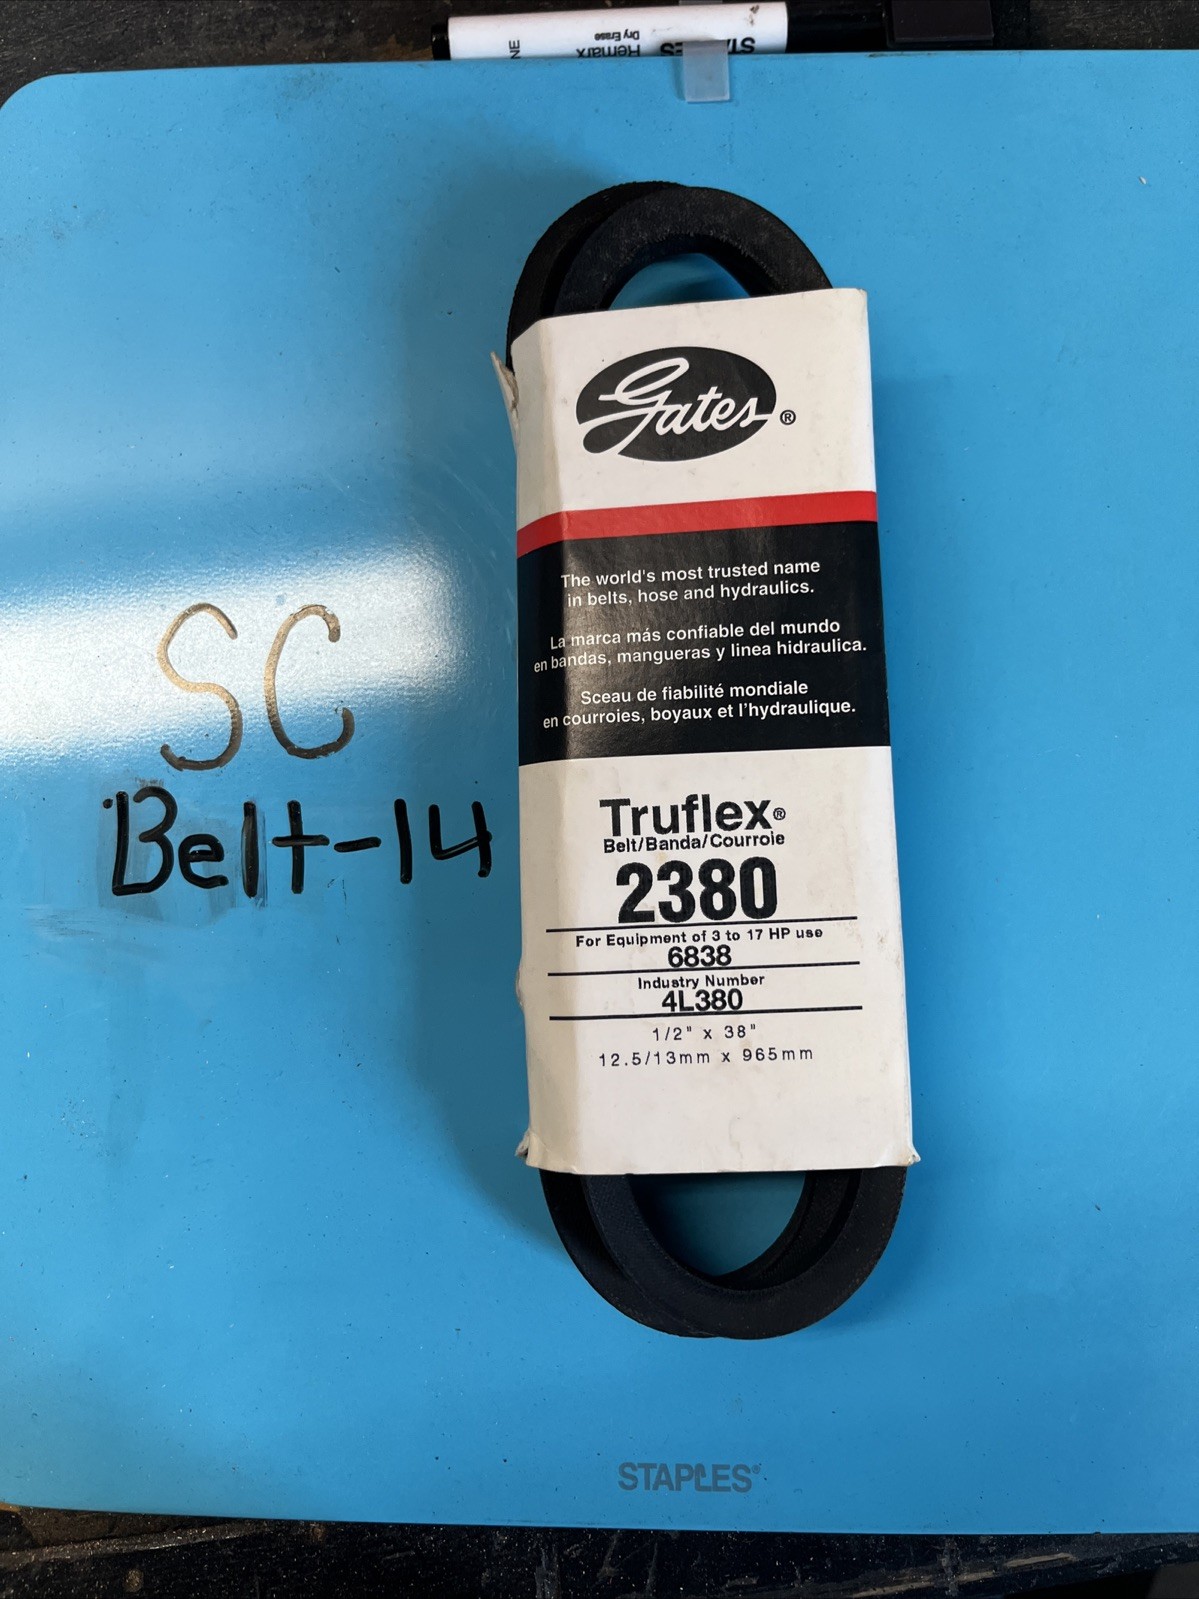 NE
STAPLES
Remarx
Dry Erase
Gates®
The world's most trusted name
in belts, hose and hydraulics.
La marca más confiable del mundo
en bandas, mangueras y linea hidraulica.
Sceau de fiabilité mondiale
en courroies, boyaux et l'hydraulique.
SC
Belt-14
Truflex®
Belt/Banda/Courroie
2380
For Equipment of 3 to 17 HP use
6838
Industry Number
4L380
1/2" x 38"
12.5/13mm x 965mm
STAPLES®